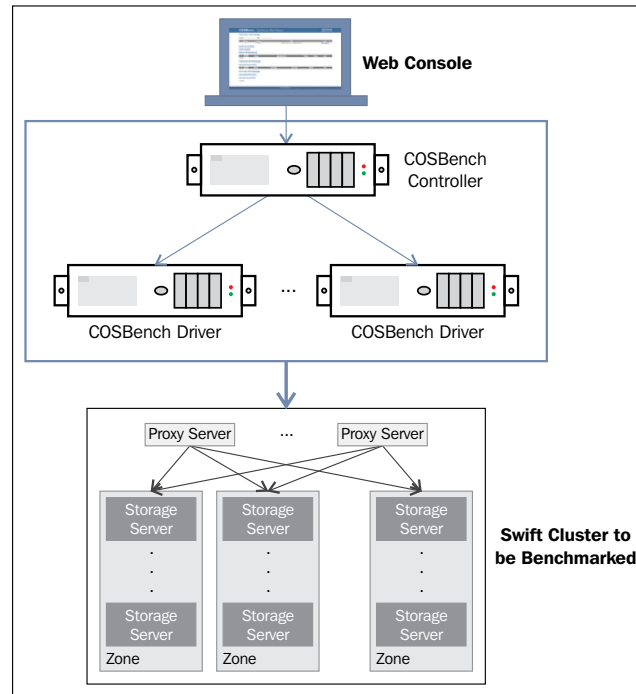 Web Console
COSBench
Controller
...
COSBench Driver
COSBench Driver
Proxy Server
...
Proxy Server
Storage
Server
Storage
Server
Storage
Server
.
.
.
.
.
.
.
.
.
Swift Cluster to
be Benchmarked
Storage
Server
Storage
Server
Storage
Server
Zone
Zone
Zone